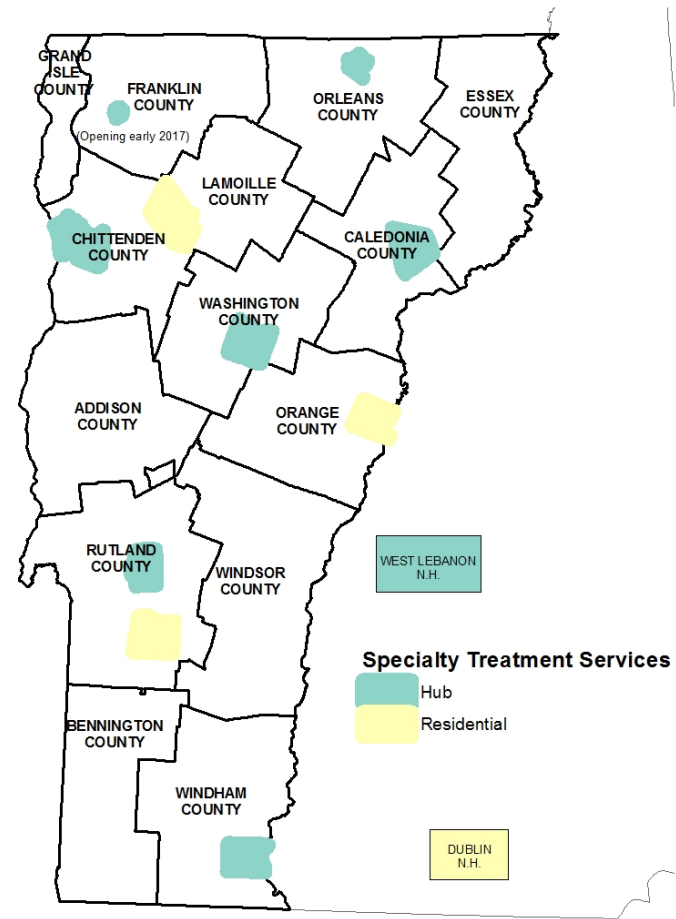 GRAND
ISLE
COUNTY
FRANKLIN
COUNTY
(Opening early 2017)
ORLEANS
COUNTY
ESSEX
COUNTY
LAMOILLE
COUNTY
CHITTENDEN
COUNTY
CALEDONIA
COUNTY
WASHINGTON
COUNTY
ADDISON
COUNTY
ORANGE
COUNTY
RUTLAND
COUNTY
WINDSOR
COUNTY
WEST LEBANON
N.H.
Specialty Treatment Services
Hub
Residential
BENNINGTON
COUNTY
WINDHAM
COUNTY
DUBLIN
N.H.